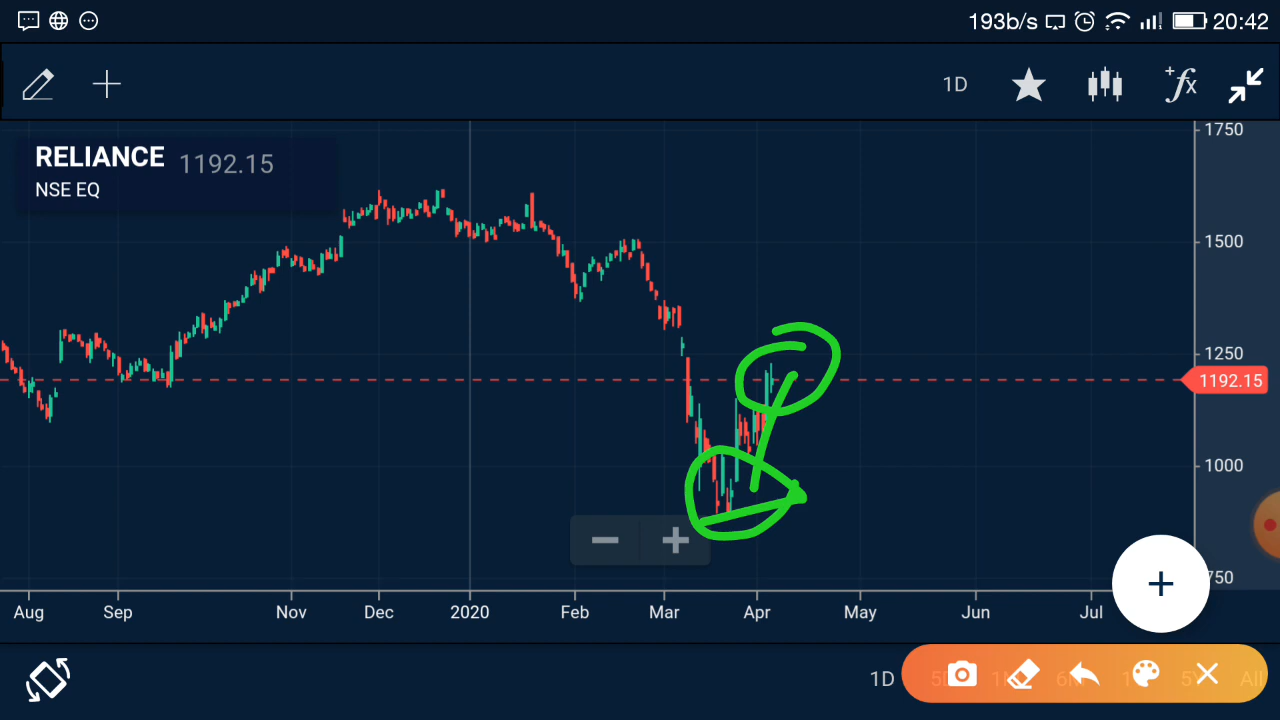 193b/s 20:42
1D
RELIANCE 1192.15
NSE EQ
1750
1500
1250
1192.15
1000
750
Aug Sep Nov Dec 2020 Feb Mar Apr May Jun Jul
1D